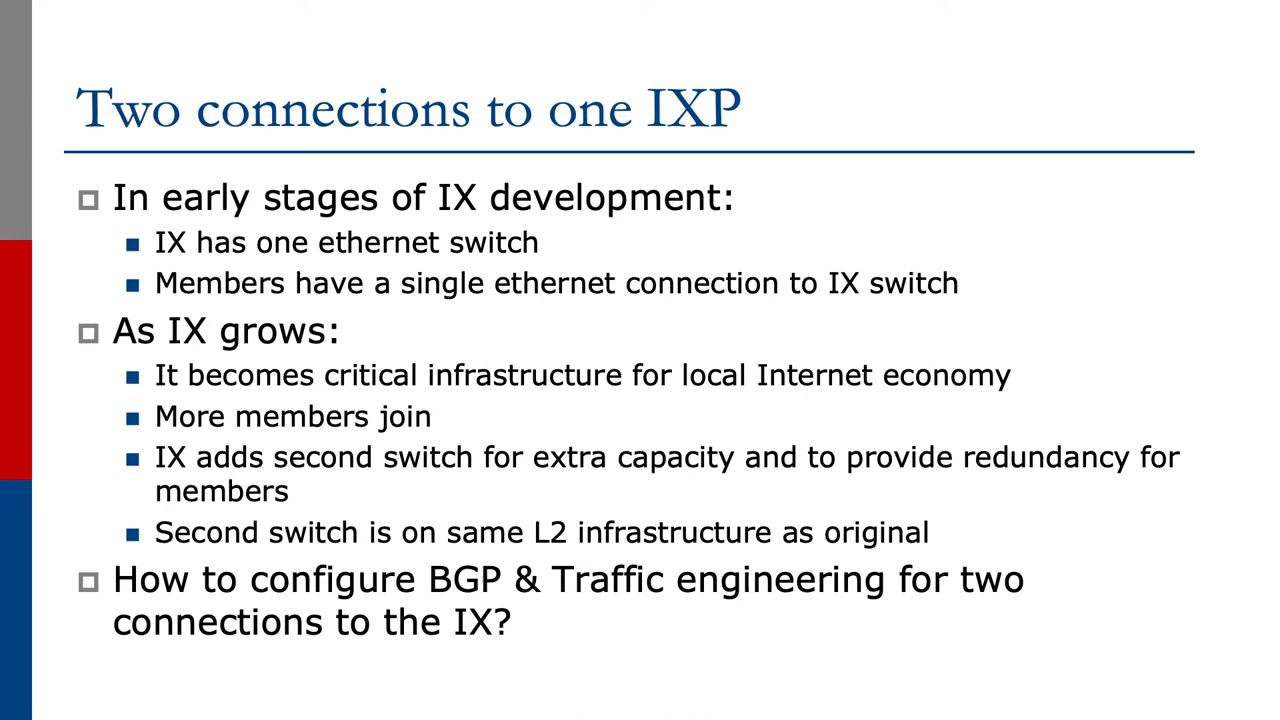 Two connections to one IXP
In early stages of IX development:
IX has one ethernet switch
Members have a single ethernet connection to IX switch
As IX grows:
It becomes critical infrastructure for local Internet economy
More members join
IX adds second switch for extra capacity and to provide redundancy for
members
Second switch is on same L2 infrastructure as original
How to configure BGP & Traffic engineering for two
connections to the IX?